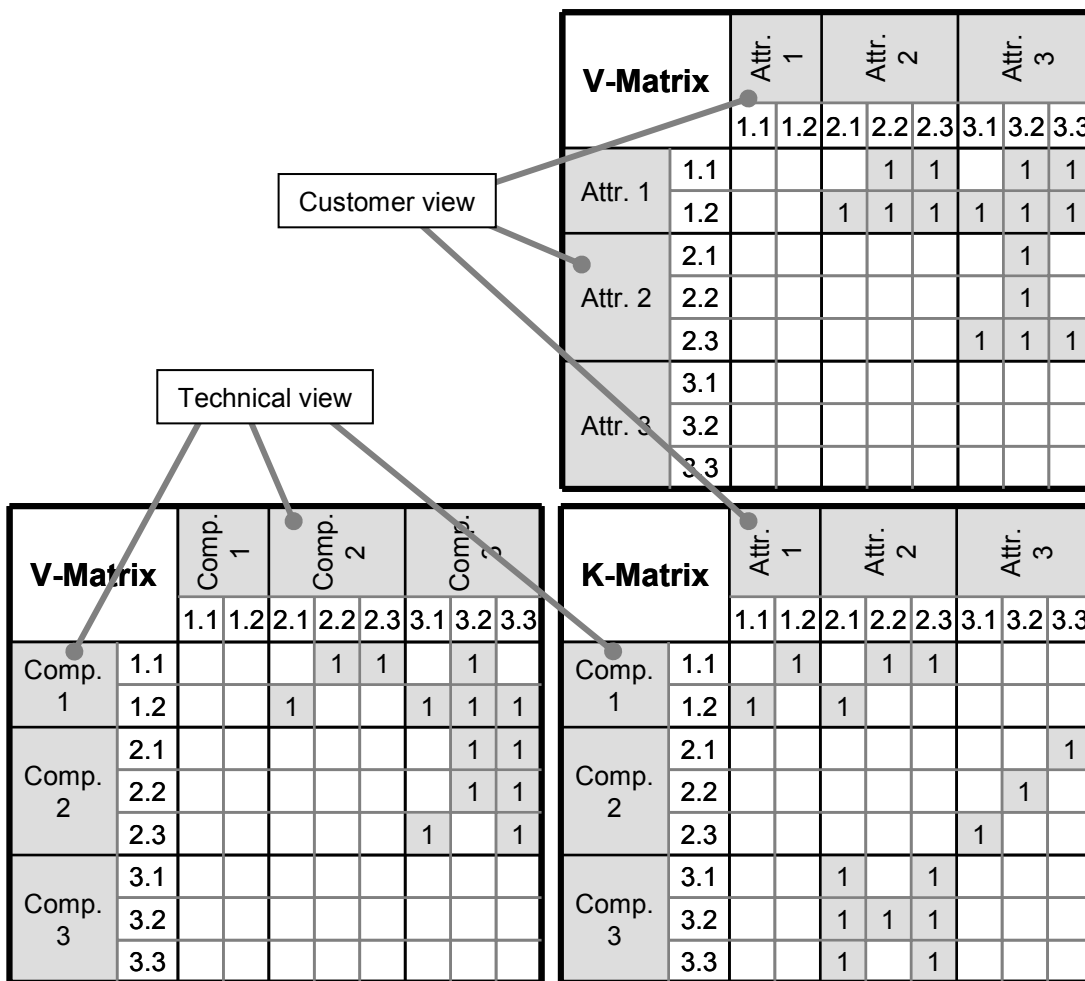 V-Matrix Attr. 1 Attr. 2 Attr. 3
1.1 1.2 2.1 2.2 2.3 3.1 3.2 3.3
Attr. 1 1.1 1 1 1 1
1.2 1 1 1 1 1 1
Customer view
Attr. 2 2.1 1
2.2 1
2.3 1 1 1
Attr. 3 3.1
3.2
3.3
Technical view
V-Matrix Comp. 1 Comp. 2 Comp. 3
1.1 1.2 2.1 2.2 2.3 3.1 3.2 3.3
Comp. 1 1.1 1 1 1
1.2 1 1 1 1
Comp. 2 2.1 1 1
2.2 1 1
2.3 1 1
Comp. 3 3.1
3.2
3.3
K-Matrix Attr. 1 Attr. 2 Attr. 3
1.1 1.2 2.1 2.2 2.3 3.1 3.2 3.3
Comp. 1 1.1 1 1 1
1.2 1 1
Comp. 2 2.1 1
2.2 1
2.3 1
Comp. 3 3.1 1 1
3.2 1 1 1
3.3 1 1